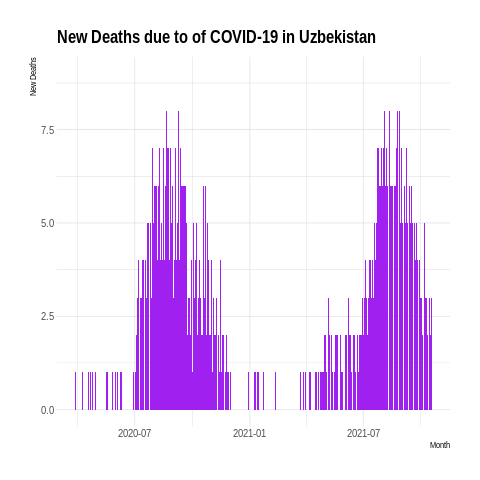 New Deaths due to of COVID-19 in Uzbekistan
New Deaths
7.5
5.0
2.5
0.0
2020-07 2021-01 2021-07
Month